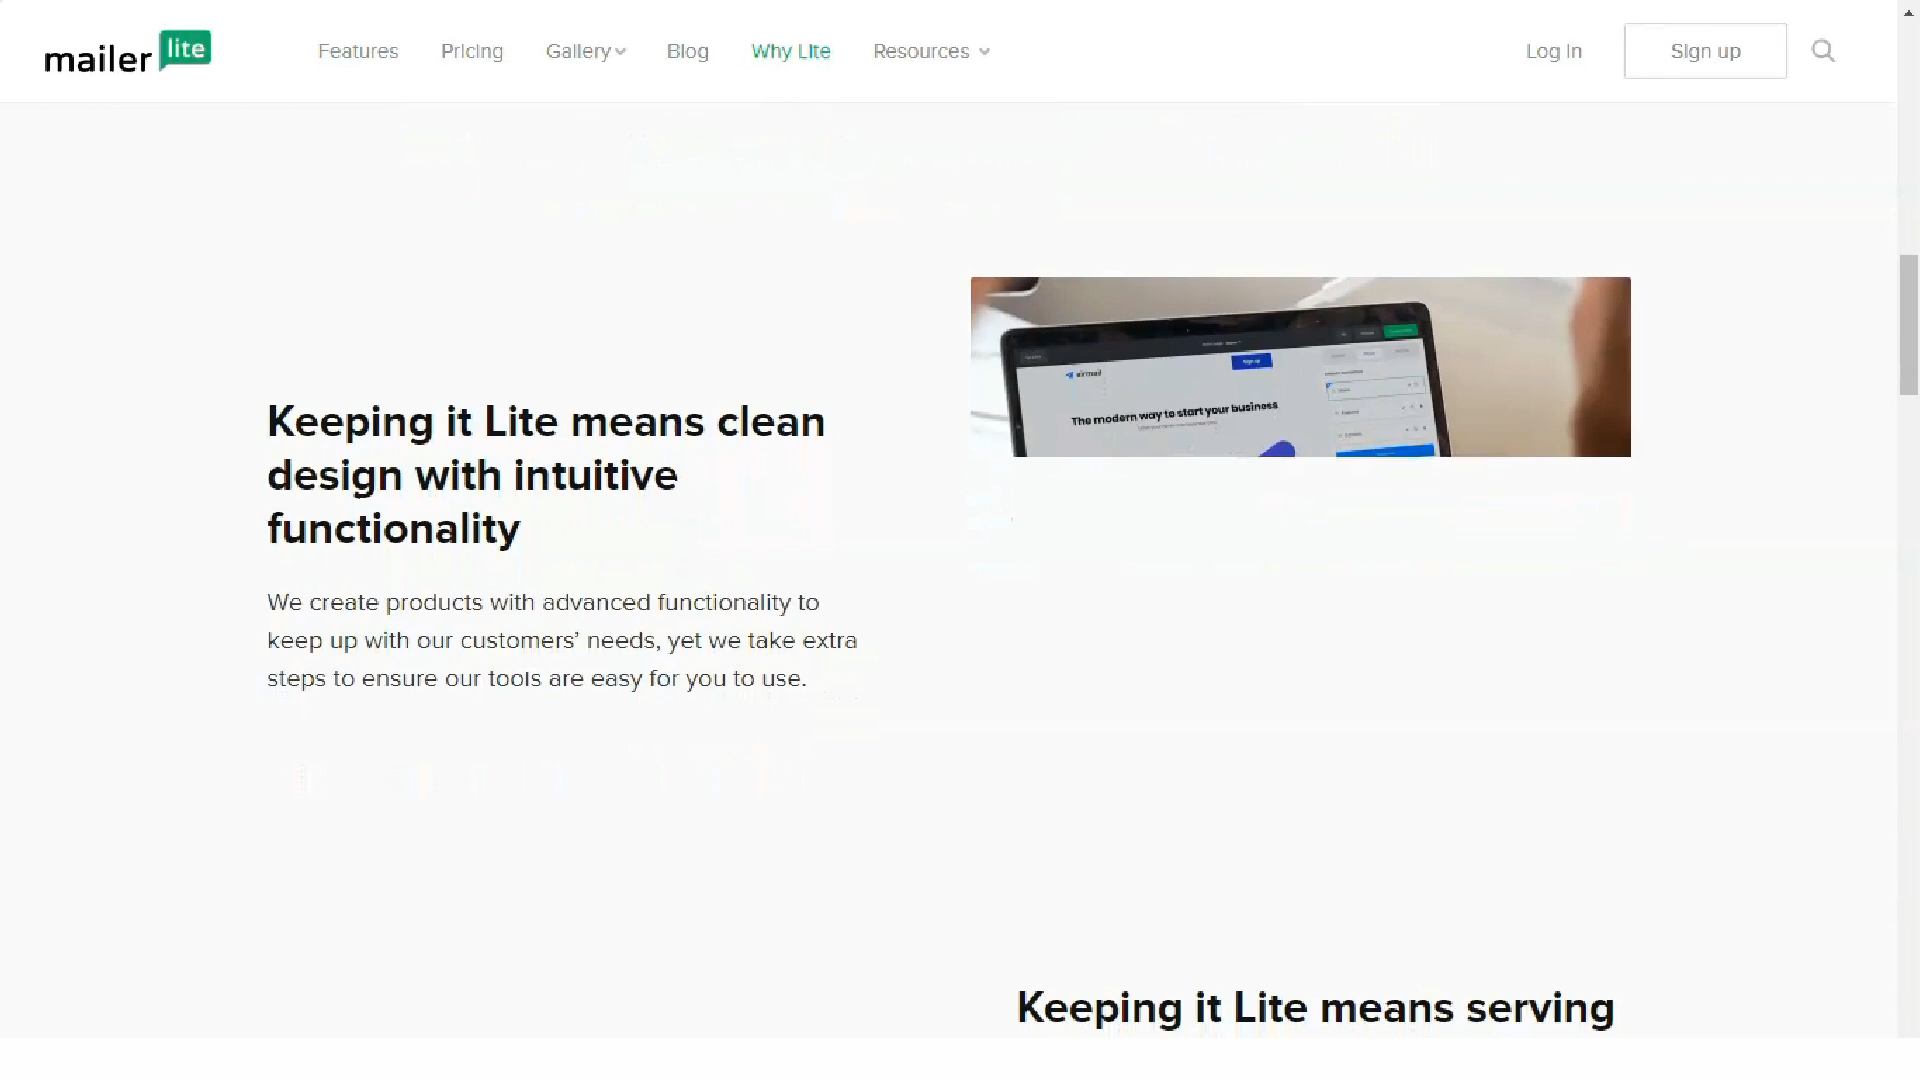 mailer lite
Features Pricing Gallery Blog Why Lite Resources Log in Sign up
Keeping it Lite means clean
design with intuitive
functionality
We create products with advanced functionality to
keep up with our customers’ needs, yet we take extra
steps to ensure our tools are easy for you to use.
airmail
Sign up
The modern way to start your business
Keeping it Lite means serving